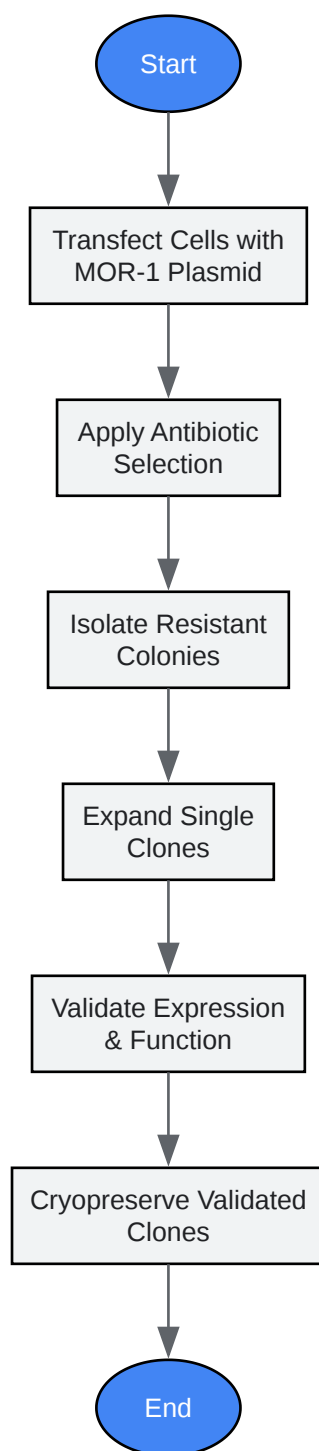 Start
Transfect Cells with
MOR-1 Plasmid
Apply Antibiotic
Selection
Isolate Resistant
Colonies
Expand Single
Clones
Validate Expression
& Function
Cryopreserve Validated
Clones
End